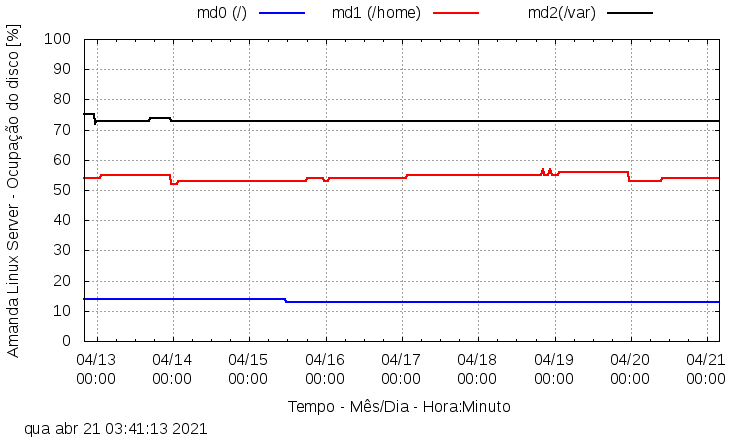 md0 (/) md1 (/home) md2(/var)
Amanda Linux Server - Ocupação do disco [%]
100
90
80
70
60
50
40
30
20
10
0
04/13 04/14 04/15 04/16 04/17 04/18 04/19 04/20 04/21
00:00 00:00 00:00 00:00 00:00 00:00 00:00 00:00 00:00
Tempo - Mês/Dia - Hora:Minuto
qua abr 21 03:41:13 2021